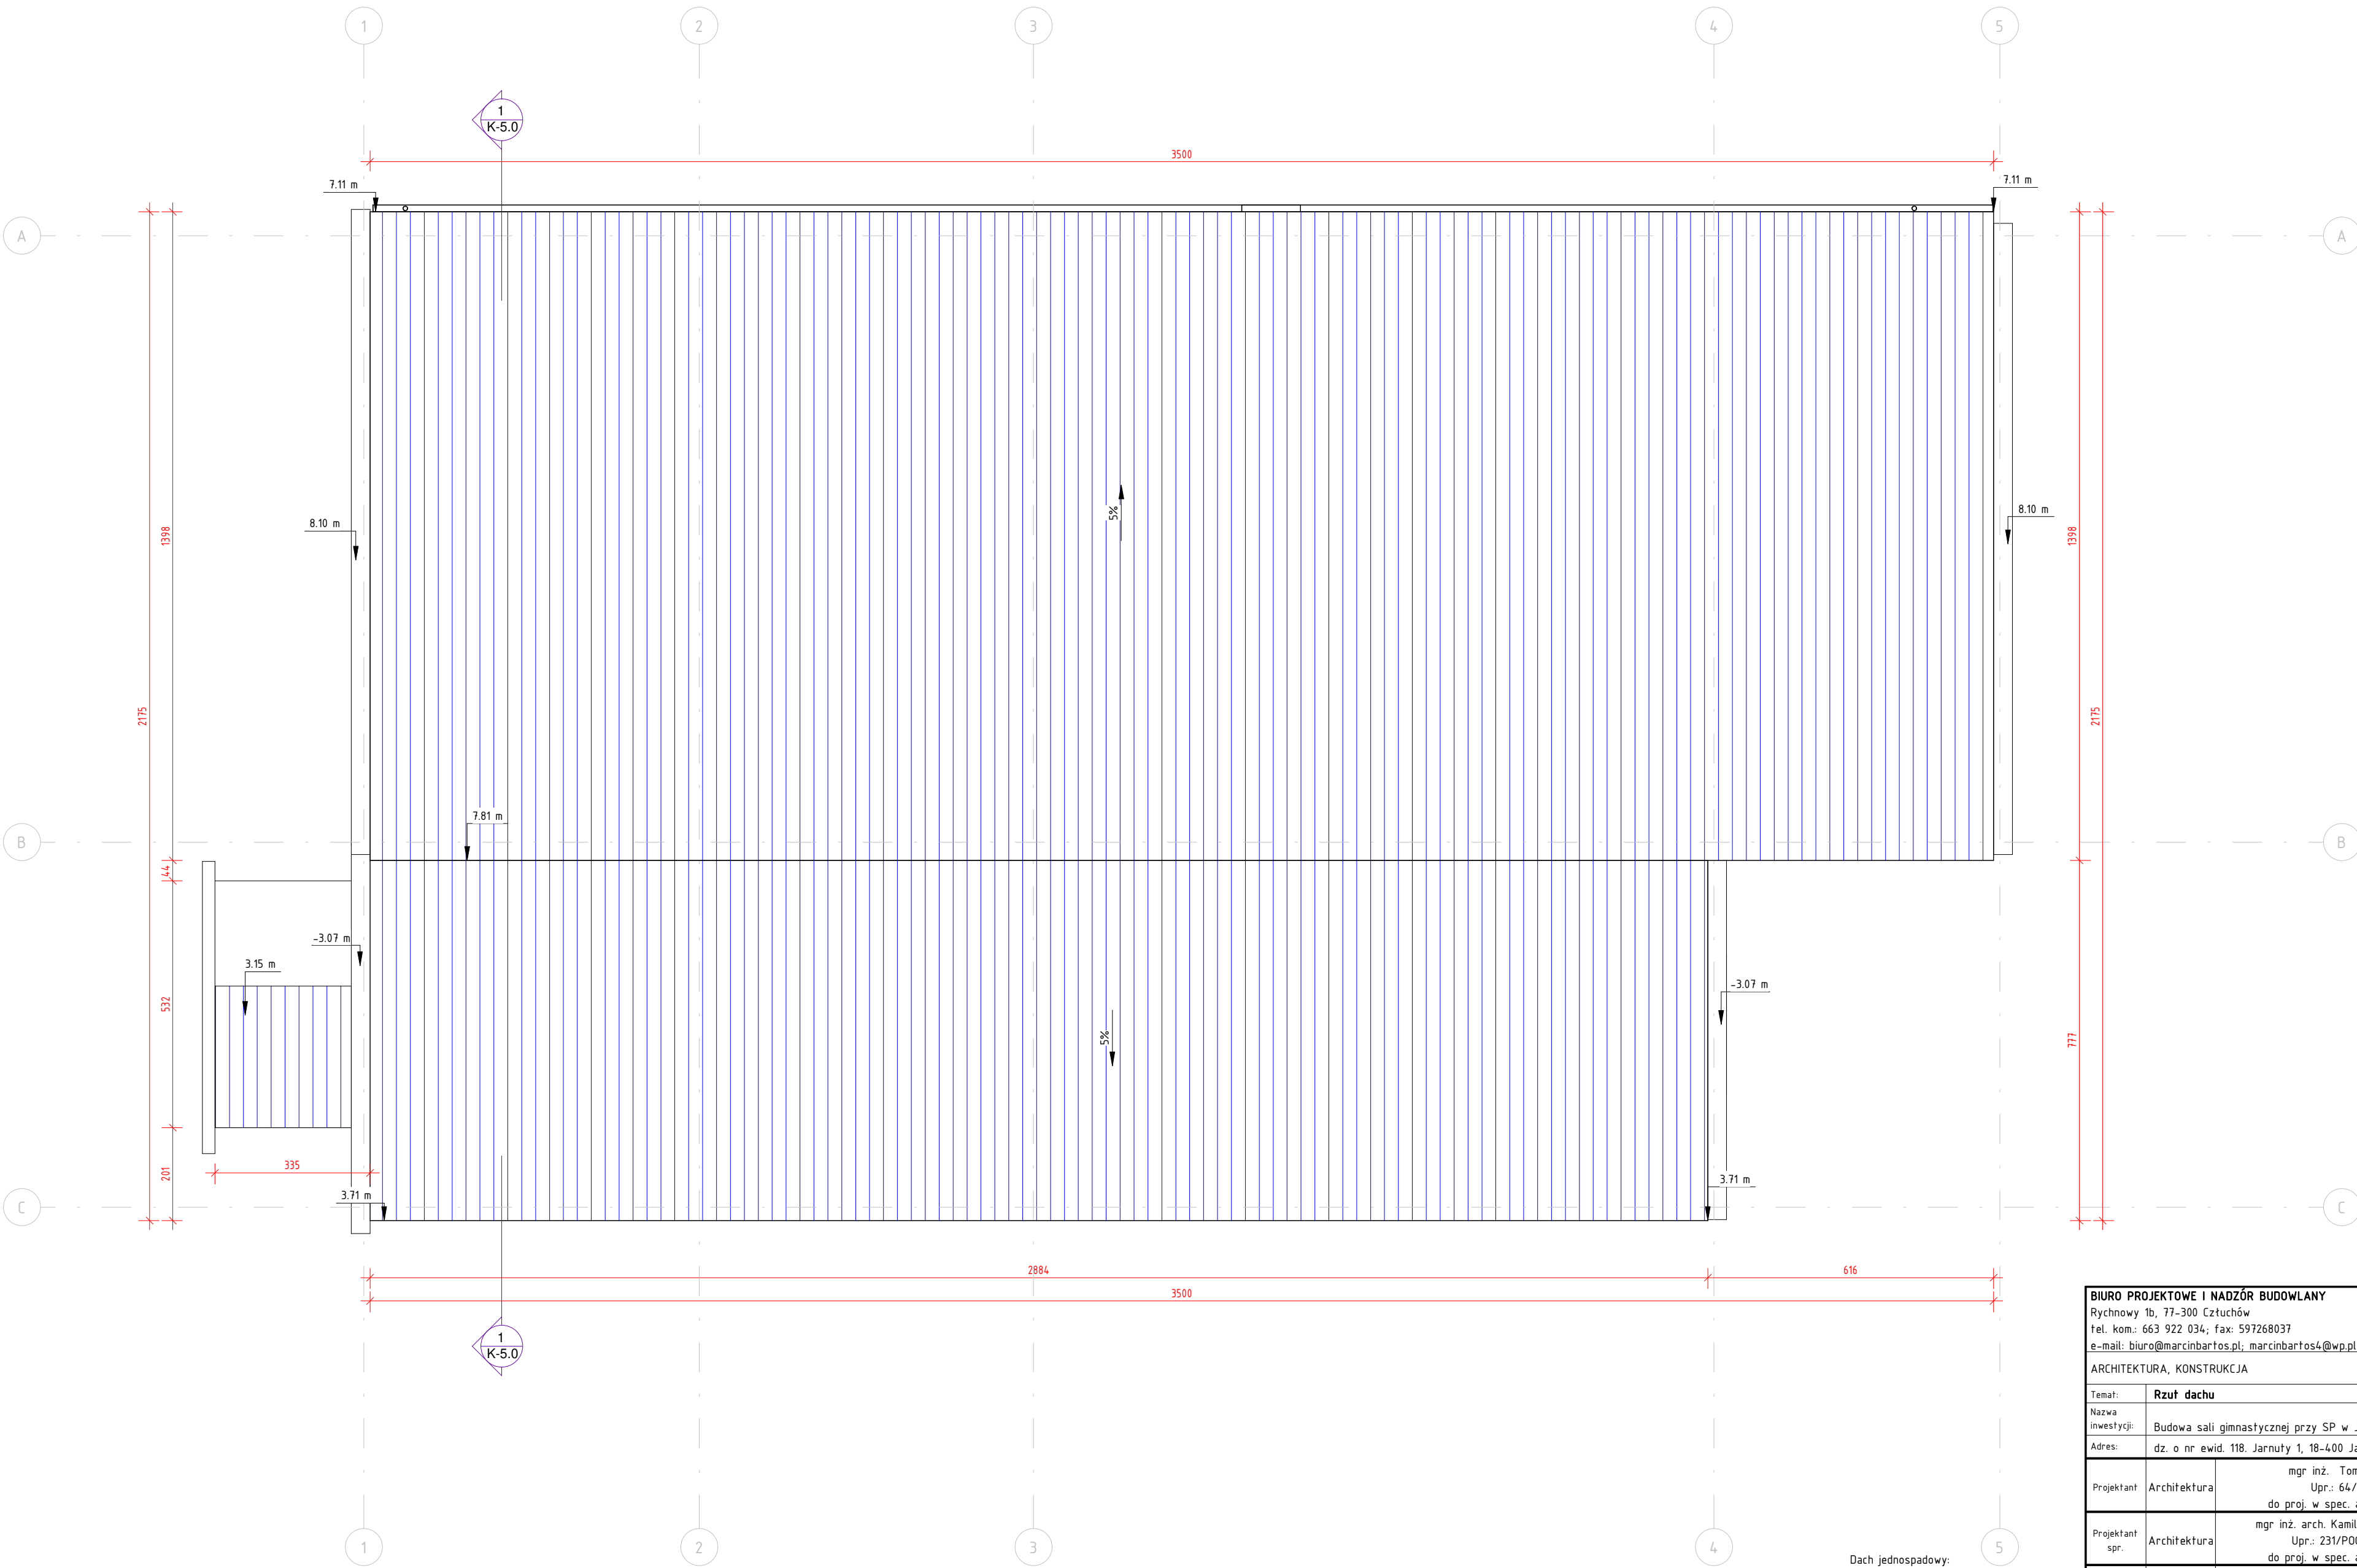 1
2
3
4
5
1
K-5.0
3500
7.11 m
7.11 m
A
A
8.10 m
8.10 m
5%
1398
1398
2175
2175
7.81 m
B
B
44
-3.07 m
3.15 m
-3.07 m
532
5%
777
335
201
3.71 m
3.71 m
C
C
2884
616
3500
1
K-5.0
BIURO PROJEKTOWE I NADZÓR BUDOWLANY
Rychnowy 1b, 77-300 Człuchów
tel. kom.: 663 922 034; fax: 597268037
e-mail: biuro@marcinbartos.pl; marcinbartos4@wp.pl
ARCHITEKTURA, KONSTRUKCJA
Temat: Rzut dachu
Nazwa
inwestycji: Budowa sali gimnastycznej przy SP w
Adres: dz. o nr ewid. 118. Jarnuty 1, 18-400
mgr inż.
Projektant Architektura Upr.: 64/
do proj. w spec.
mgr inż. arch. Kamil
Projektant
spr. Architektura Upr.: 231/
do proj. w spec.
1
2
3
4
5
Dach jednospadowy: